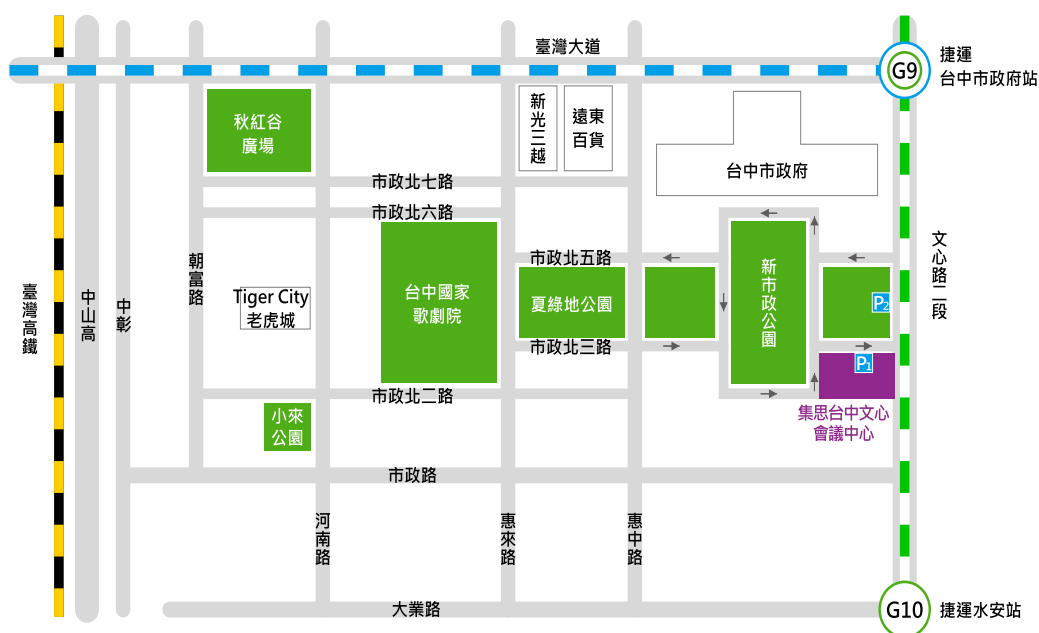 臺灣大道
G9
捷運
台中市政府站
秋紅谷
廣場
新光三越
遠東
百貨
台中市政府
市政北七路
市政北六路
朝富路
市政北五路
新市政公園
文心路二段
臺灣高鐵
中山高
中彰
Tiger City
老虎城
台中國家
歌劇院
夏綠地公園
P2
市政北三路
P1
市政北二路
小來
公園
集思台中文心
會議中心
市政路
河南路
惠來路
惠中路
大業路
G10
捷運水安站